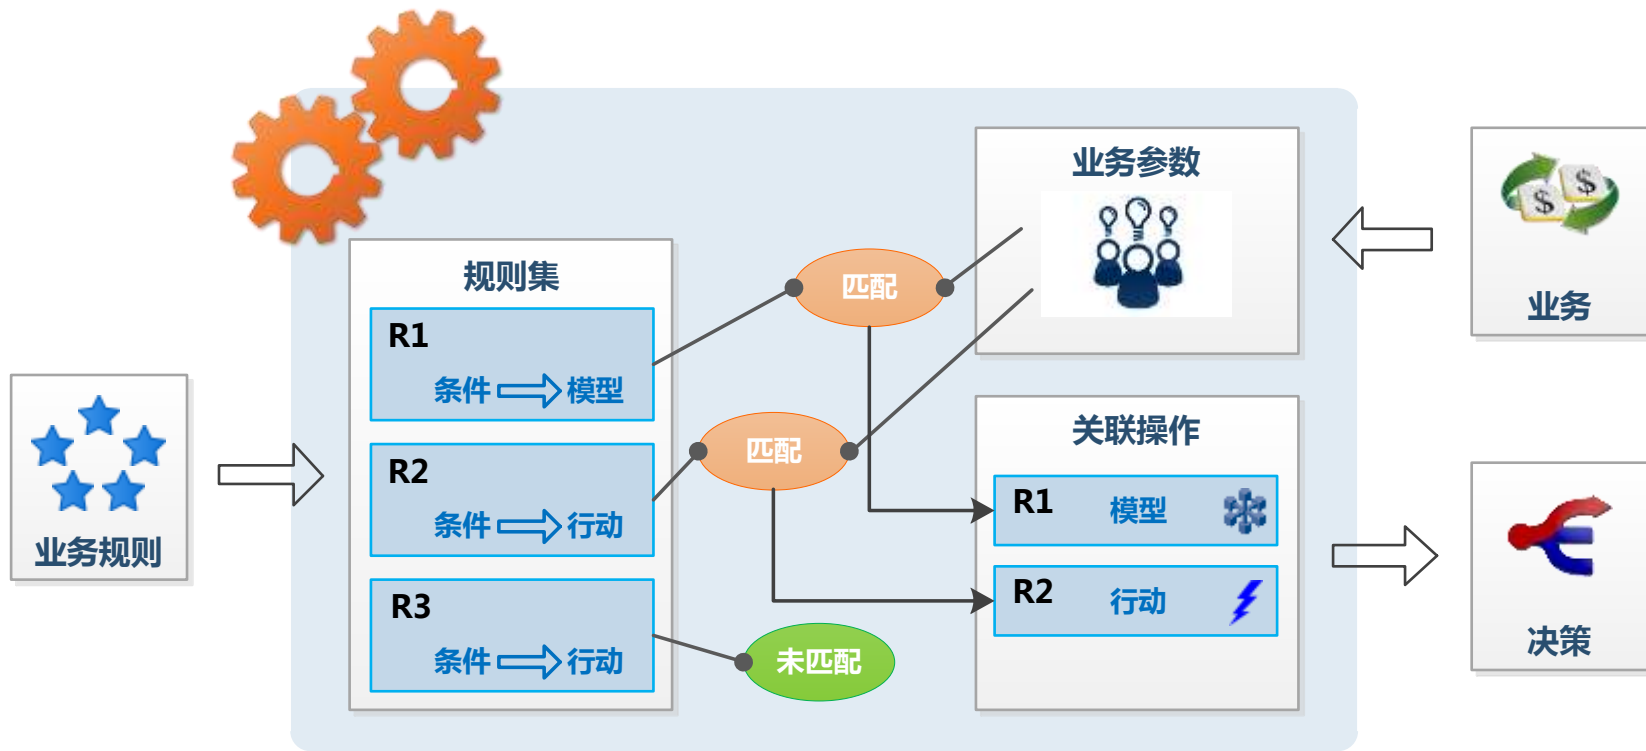 业务规则
规则集
R1
条件 模型
R2
条件 行动
R3
条件 行动
匹配
匹配
未匹配
业务参数
关联操作
R1 模型
R2 行动
业务
$ $
决策